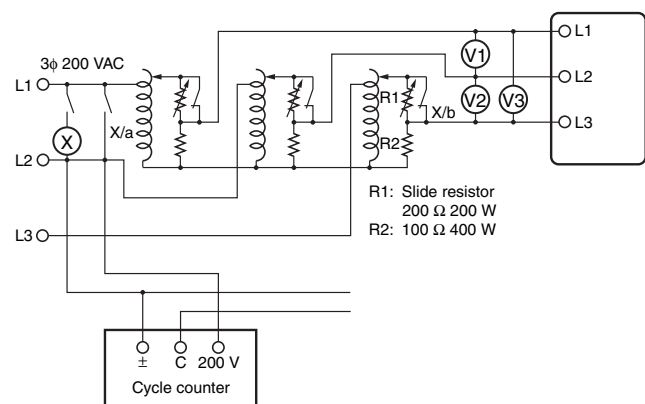 3ϕ 200 VAC
L1
L2
L3
X
X/a
R1
R2
X/b
V1
V2
V3
L1
L2
L3
R1: Slide resistor
200 Ω 200 W
R2: 100 Ω 400 W
± C 200 V
Cycle counter